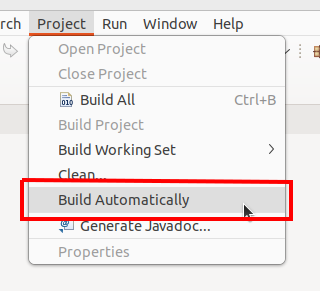 rch Project Run Window Help
Open Project
Close Project
Build All Ctrl+B
Build Project
Build Working Set
Clean...
Build Automatically
Generate Javadoc...
Properties